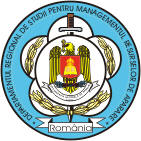 DEPARTAMENTUL REGIONAL DE STUDII PENTRU MANAGEMENTUL RESURSELOR DE APĂRARE
România